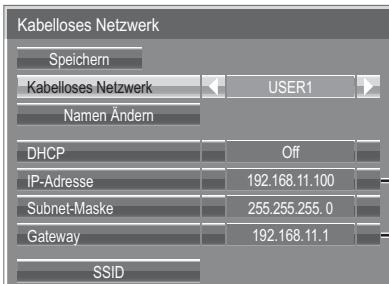 Kabelloses Netzwerk
Speichern
Kabelloses Netzwerk USER1
Namen Ändern
DHCP Off
IP-Adresse 192.168.11.100
Subnet-Maske 255.255.255. 0
Gateway 192.168.11.1
SSID